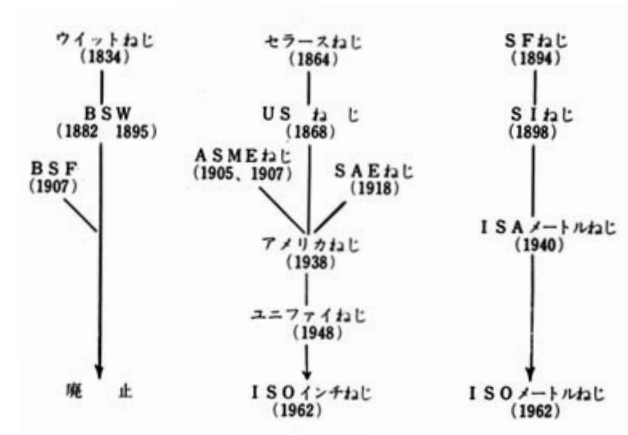 ウイットねじ
(1834)
BSW
(1882 1895)
BSF
(1907)
廃 止
セラースねじ
(1864)
US ね じ
(1868)
ASMEねじ
(1905、1907)
SAEねじ
(1918)
アメリカねじ
(1938)
ユニファイねじ
(1948)
ISOインチねじ
(1962)
SFねじ
(1894)
SIねじ
(1898)
ISAメートルねじ
(1940)
ISOメートルねじ
(1962)